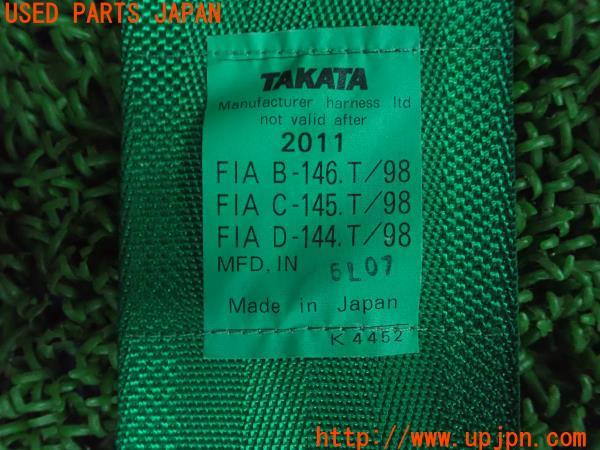 USED PARTS JAPAN
TAKATA
Manufacturer harness ltd
not valid after
2011
FIA B-146.T/98
FIA C-145.T/98
FIA D-144.T/98
MFD. IN 6L07
Made in Japan
K 4452
http://www.upjpn.com/